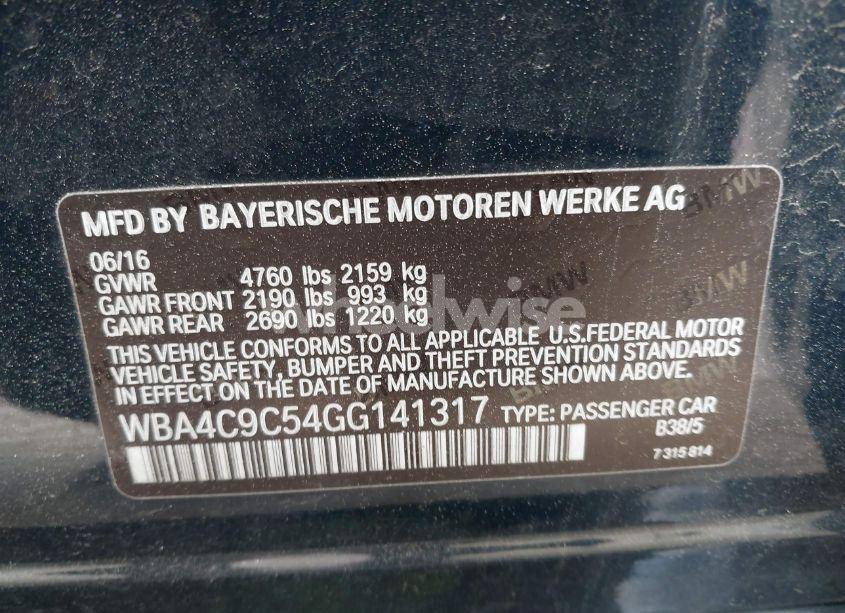 MFD BY BAYERISCHE MOTOREN WERKE AG
06/16
GVWR 4760 lbs 2159 kg
GAWR FRONT 2190 lbs 993 kg
GAWR REAR 2690 lbs 1220 kg
THIS VEHICLE CONFORMS TO ALL APPLICABLE U.S.FEDERAL MOTOR
VEHICLE SAFETY, BUMPER AND THEFT PREVENTION STANDARDS
IN EFFECT ON THE DATE OF MANUFACTURE SHOWN ABOVE.
WBA4C9C54GG141317 TYPE: PASSENGER CAR
B38/5
7 315 814